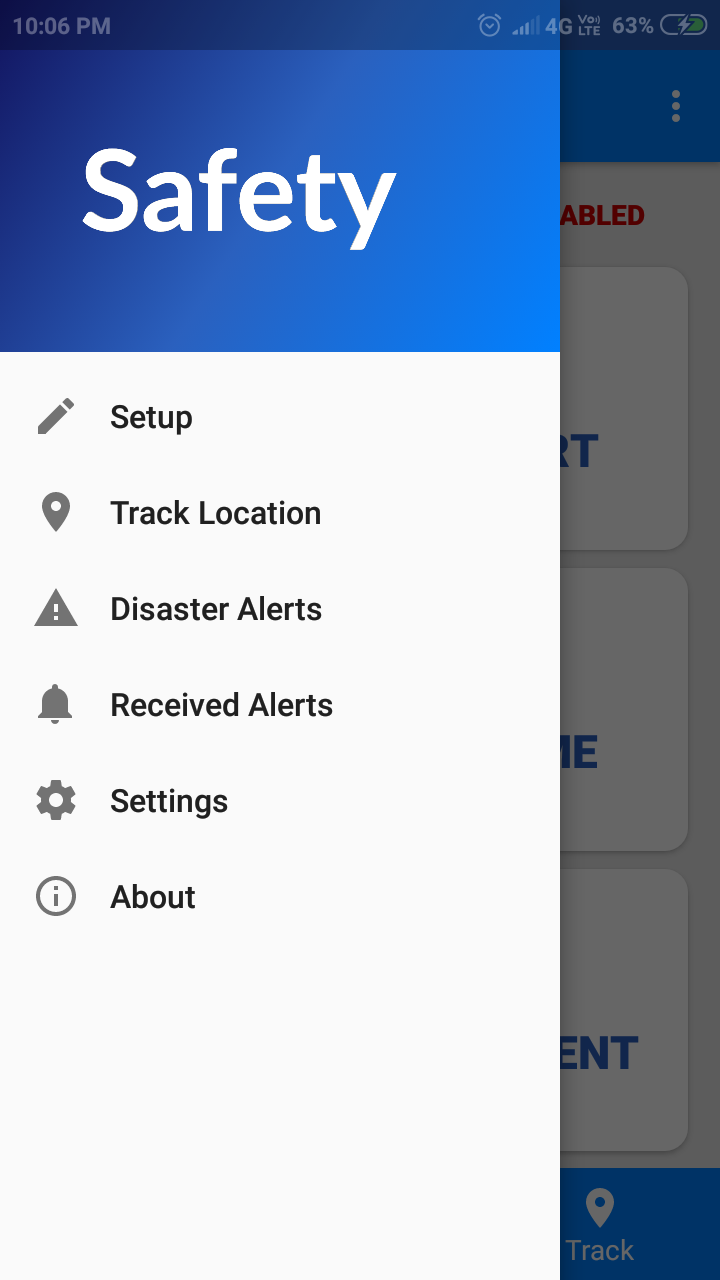 10:06 PM
4G Vo) LTE 63%
Safety
ABLED
Setup
Track Location
RT
Disaster Alerts
Received Alerts
ME
Settings
About
ENT
Track